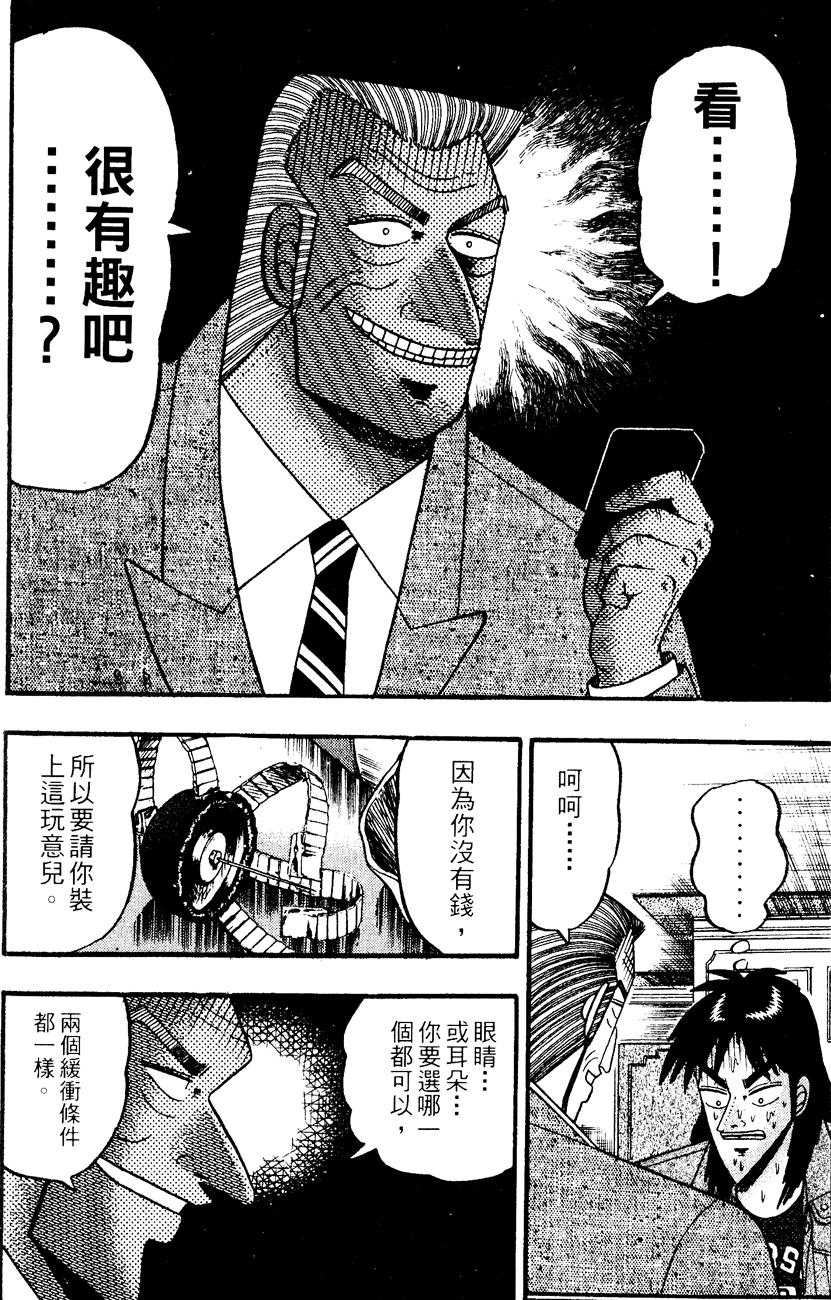 看……！
很有趣吧
…………？
………
呵呵……
因為你沒有錢，
所以要請你裝
上這玩意兒。
眼睛…
或耳朵…
你要選哪一
個都可以，
兩個緩衝條件
都一樣。